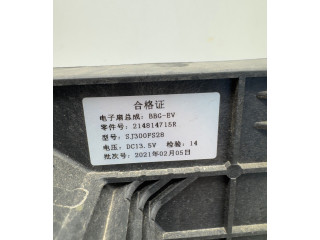 合格证
电子扇总成：BBG-EV
零件号：214814715R
型号：SJ300PS28
电压：DC13.5V 检验：14
批次号：2021年02月05日